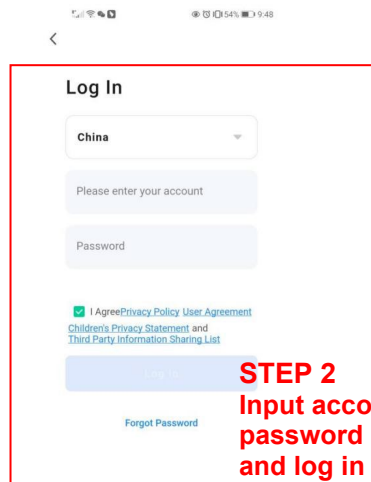 54% 9:48
Log In
China
Please enter your account
Password
I AgreePrivacy Policy User Agreement
Children's Privacy Statement and
Third Party Information Sharing List
Log In
STEP 2
Input acco
password
and log in
Forgot Password